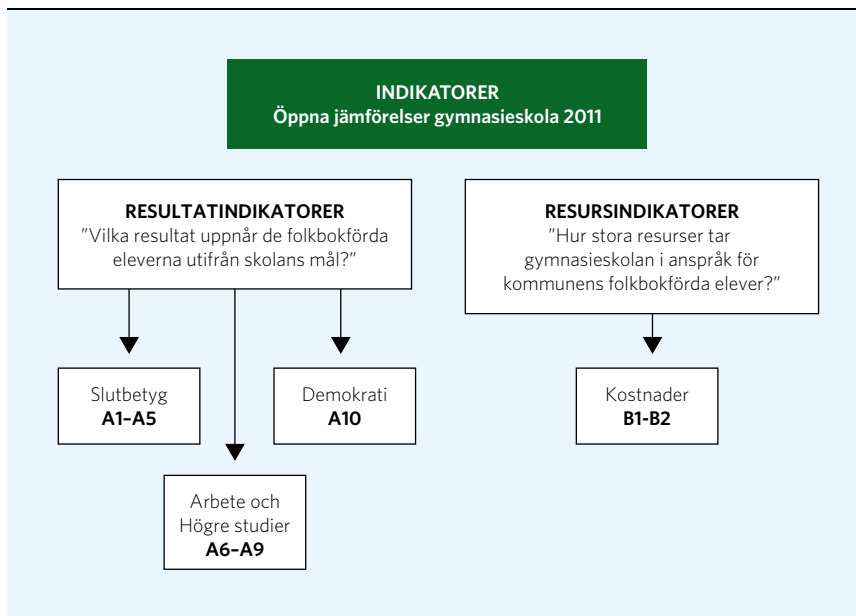 INDIKATORER
Öppna jämförelser gymnasieskola 2011
RESULTATINDIKATORER
”Vilka resultat uppnår de folkbokförda
eleverna utifrån skolans mål?”
RESURSINDIKATORER
”Hur stora resurser tar
gymnasieskolan i anspråk för
kommunens folkbokförda elever?”
Slutbetyg
A1–A5
Demokrati
A10
Kostnader
B1-B2
Arbete och
Högre studier
A6–A9